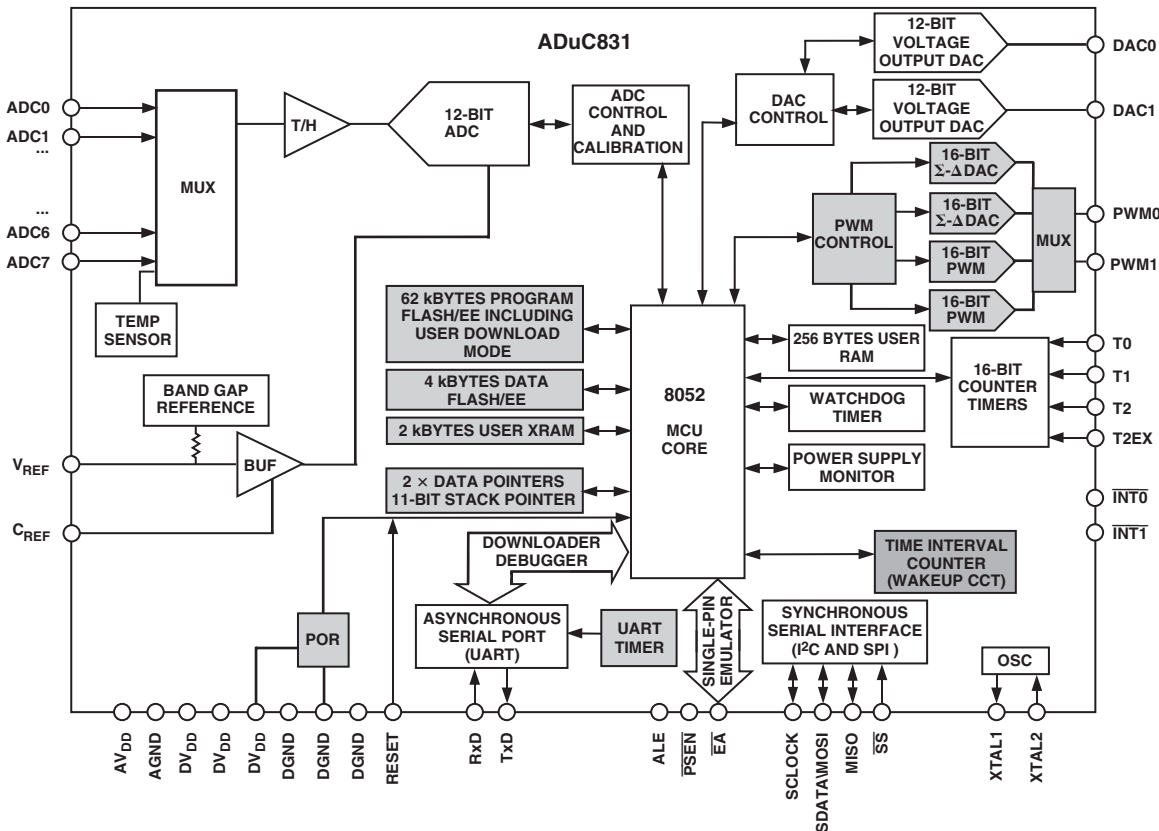 ADuC831
12-BIT
VOLTAGE
OUTPUT DAC
DAC0
12-BIT
VOLTAGE
OUTPUT DAC
DAC1
DAC
CONTROL
ADC0
ADC1
...
...
ADC6
ADC7
MUX
T/H
12-BIT
ADC
ADC
CONTROL
AND
CALIBRATION
TEMP
SENSOR
PWM
CONTROL
16-BIT
Σ-Δ DAC
16-BIT
Σ-Δ DAC
16-BIT
PWM
16-BIT
PWM
MUX
PWM0
PWM1
62 kBYTES PROGRAM
FLASH/EE INCLUDING
USER DOWNLOAD
MODE
4 kBYTES DATA
FLASH/EE
2 kBYTES USER XRAM
2 × DATA POINTERS
11-BIT STACK POINTER
8052
MCU
CORE
256 BYTES USER
RAM
WATCHDOG
TIMER
POWER SUPPLY
MONITOR
16-BIT
COUNTER
TIMERS
T0
T1
T2
T2EX
INT0
INT1
BAND GAP
REFERENCE
VREF
BUF
CREF
DOWNLOADER
DEBUGGER
TIME INTERVAL
COUNTER
(WAKEUP CCT)
POR
ASYNCHRONOUS
SERIAL PORT
(UART)
UART
TIMER
SINGLE-PIN
EMULATOR
SYNCHRONOUS
SERIAL INTERFACE
(I²C AND SPI )
OSC
AVDD
AGND
DVDD
DVDD
DVDD
DGND
DGND
DGND
RESET
RxD
TxD
ALE
PSEN
EA
SCLOCK
SDATA\MOSI
MISO
SS
XTAL1
XTAL2